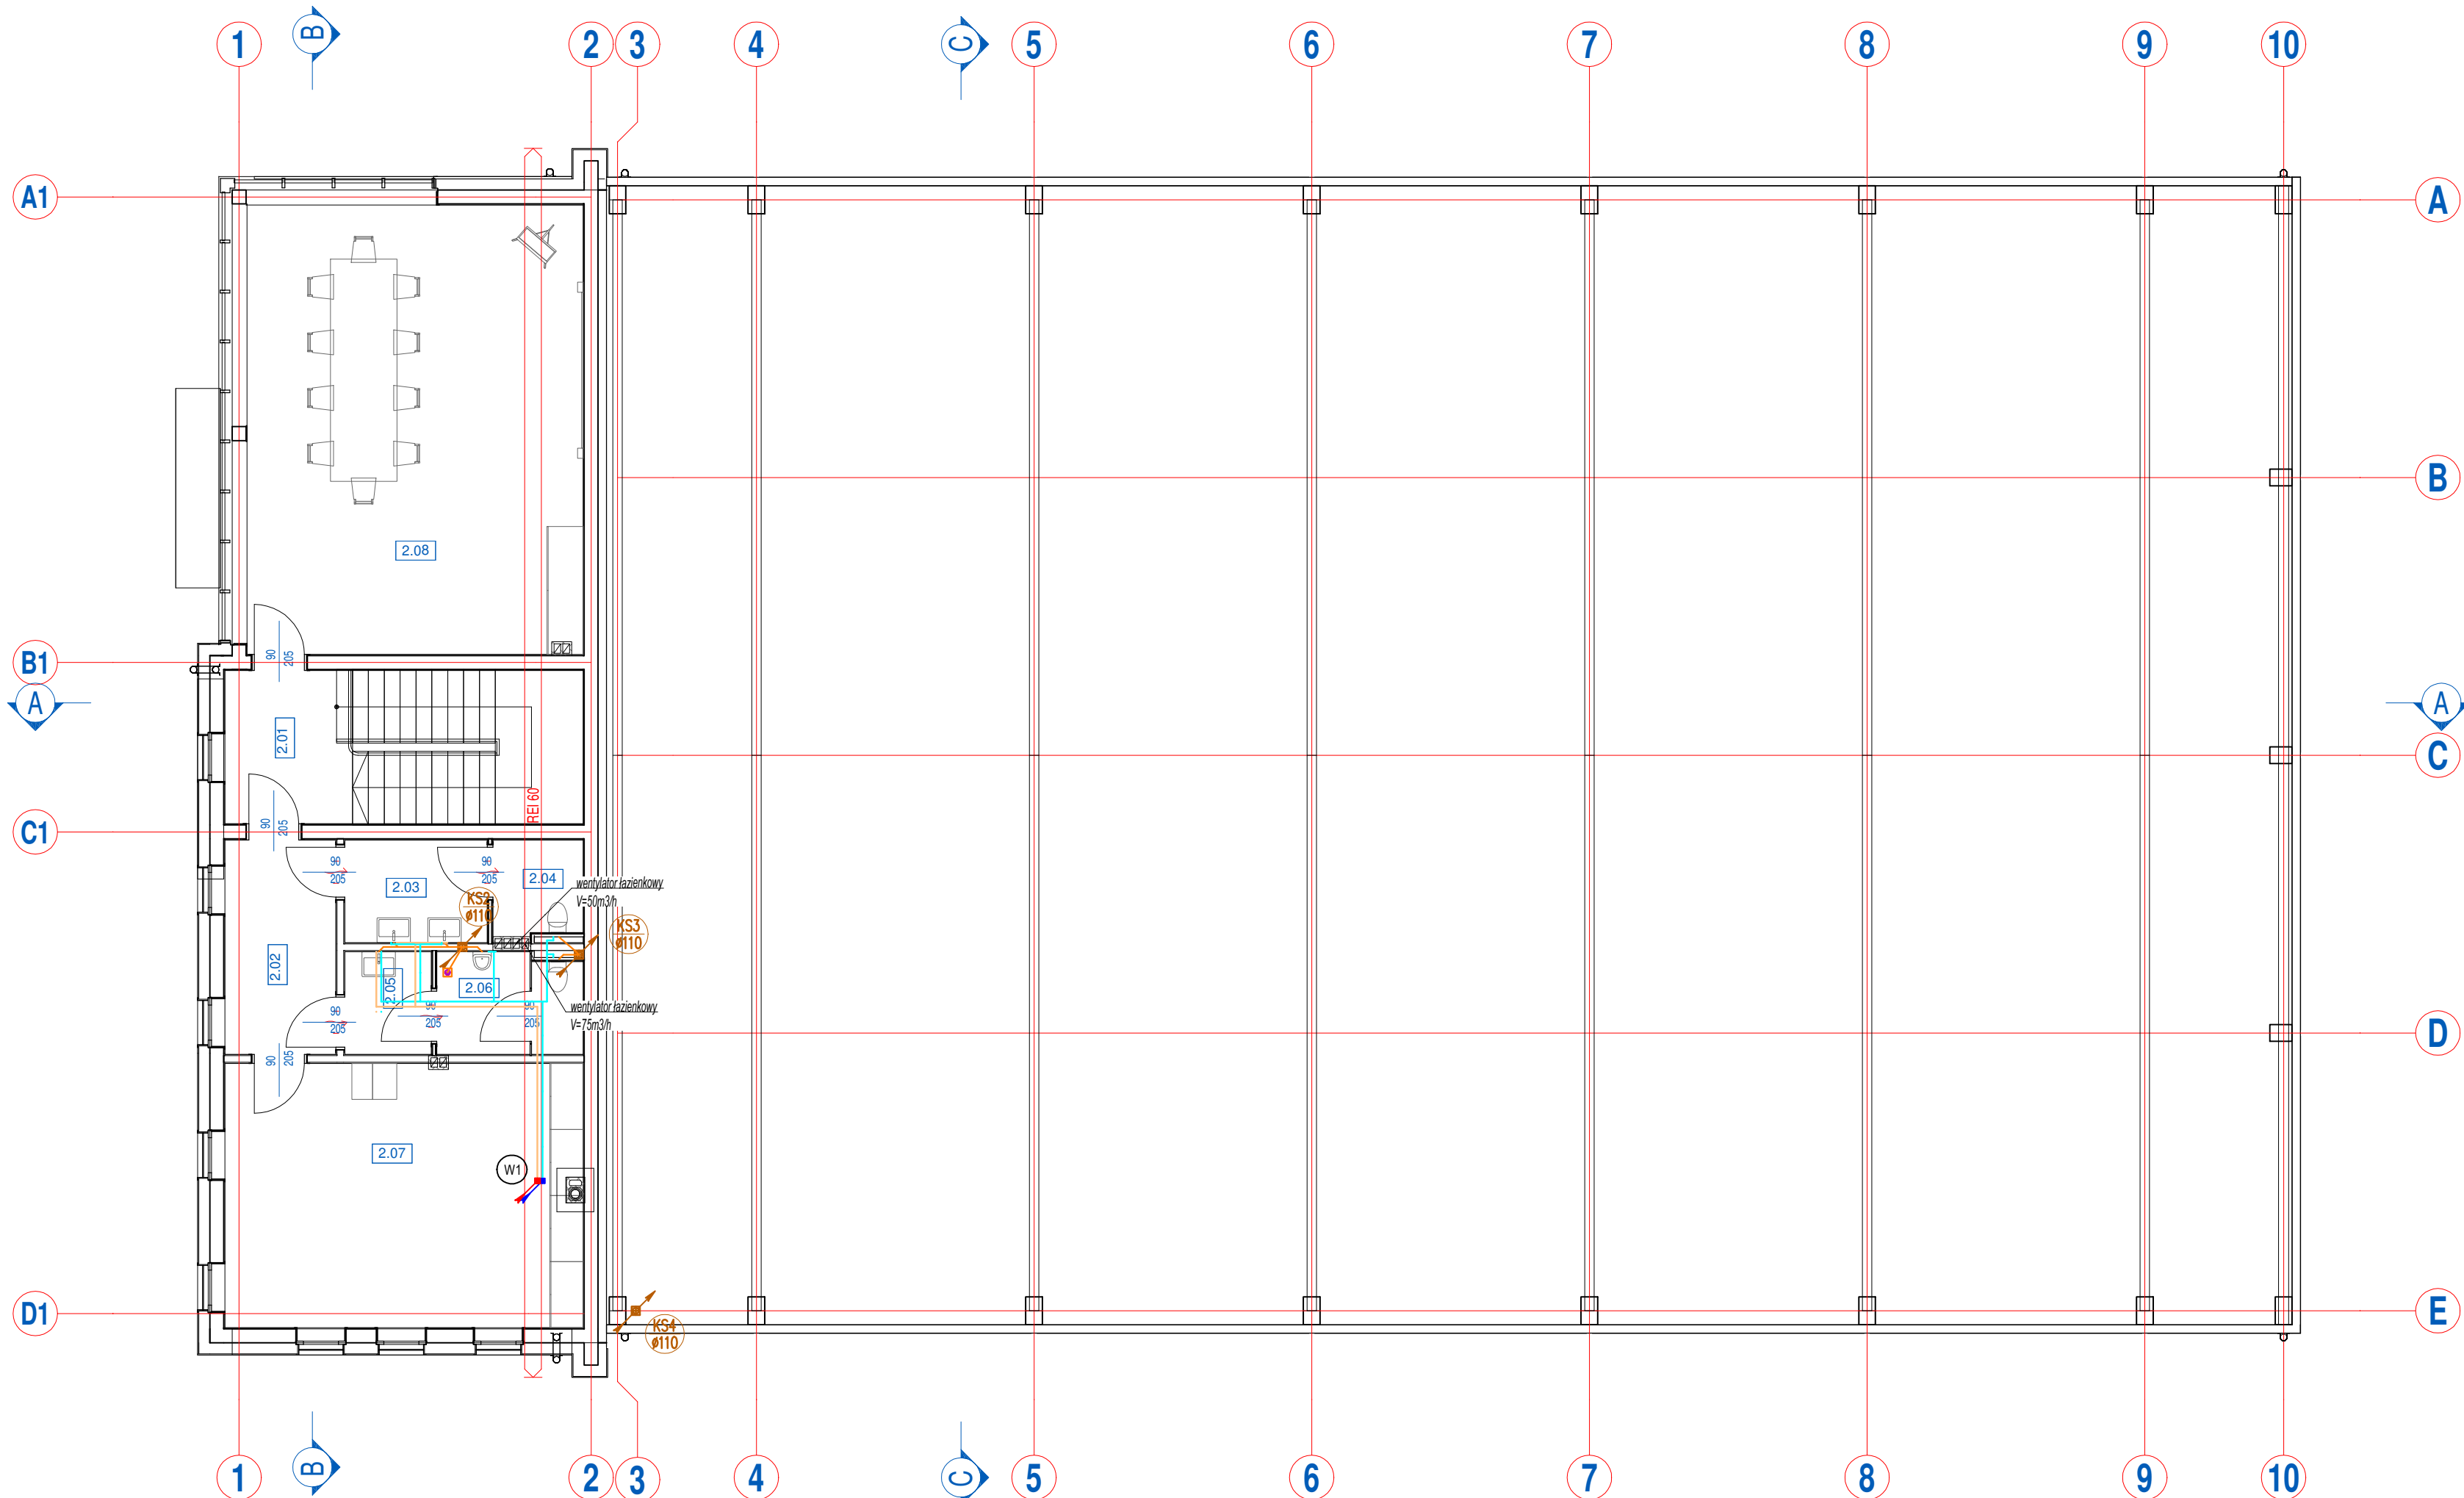 1
B
2
3
4
C
5
6
7
8
9
10
A1
A
B
2.08
B1
90
205
A
A
2.01
C
REI 60
C1
90
205
90
205
90
205
2.03
2.04
wentylator łazienkowy
V=50m3/h
KS2
ø110
KS3
ø110
2.02
2.05
2.06
90
205
90
205
90
205
wentylator łazienkowy
V=75m3/h
D
90
205
2.07
W1
D1
E
KS4
ø110
1
B
2
3
4
C
5
6
7
8
9
10